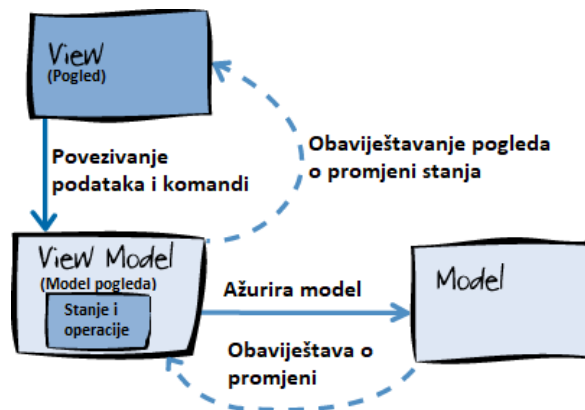 View
(Pogled)
Obaviještavanje pogleda
o promjeni stanja
Povezivanje
podataka i komandi
View Model
(Model pogleda)
Stanje i
operacije
Ažurira model
Model
Obaviještava o
promjeni